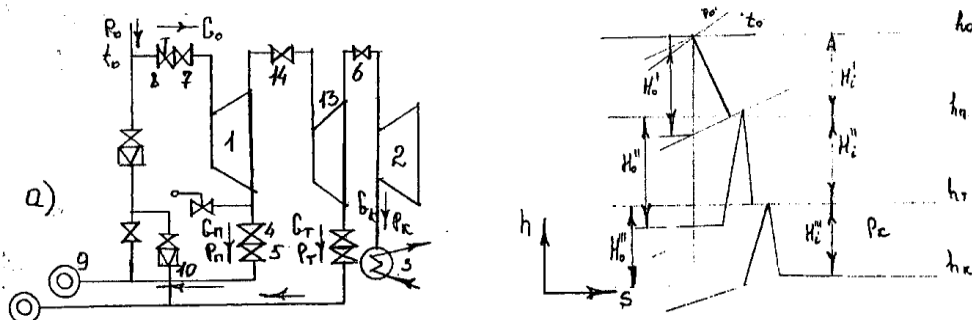 P₀ G₀
t₀
8 7
14
13
6
1
2
а)
Gп
Pп
4
5
Gт
Pт
Gк
Pк
3
9
10
P₀' t₀
h₀
A
H₀'
Hᵢ'
hп
H₀''
Hᵢ''
hт
H₀'''
Hᵢ'''
Pк
hк
h
S